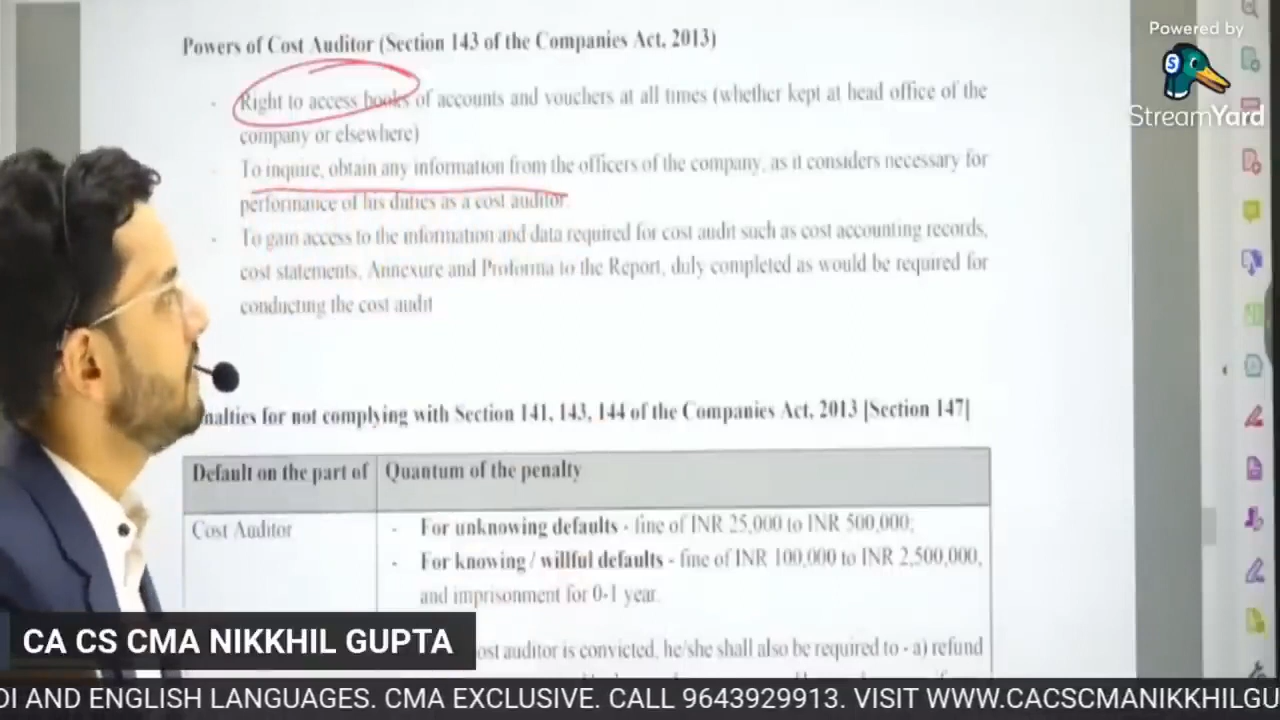 Powered by
StreamYard
Powers of Cost Auditor (Section 143 of the Companies Act, 2013)
- Right to access books of accounts and vouchers at all times (whether kept at head office of the
company or elsewhere)
- To inquire, obtain any information from the officers of the company, as it considers necessary for
performance of his duties as a cost auditor.
- To gain access to the information and data required for cost audit such as cost accounting records,
cost statements, Annexure and Proforma to the Report, duly completed as would be required for
conducting the cost audit
nalties for not complying with Section 141, 143, 144 of the Companies Act, 2013 [Section 147]
Default on the part of Quantum of the penalty
Cost Auditor - For unknowing defaults - fine of INR 25,000 to INR 500,000;
- For knowing / willful defaults - fine of INR 100,000 to INR 2,500,000,
and imprisonment for 0-1 year.
ost auditor is convicted, he/she shall also be required to - a) refund
CA CS CMA NIKKHIL GUPTA
DI AND ENGLISH LANGUAGES. CMA EXCLUSIVE. CALL 9643929913. VISIT WWW.CACSCMANIKKHILGU